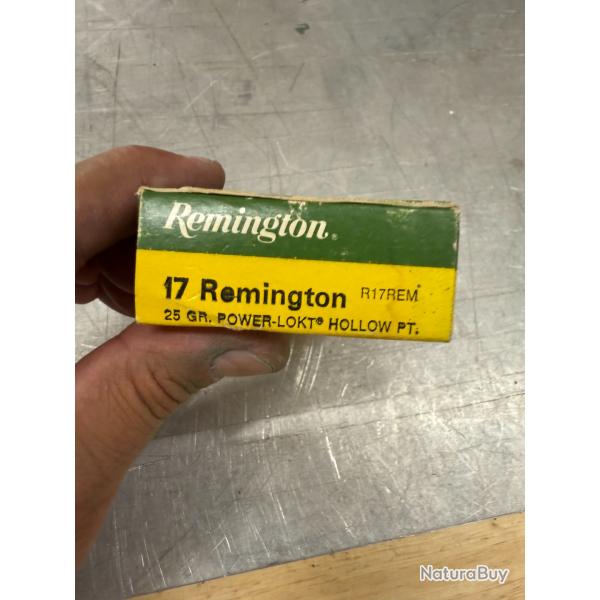 Remington®
17 Remington R17REM*
25 GR. POWER-LOKT® HOLLOW PT.
NaturaBuy